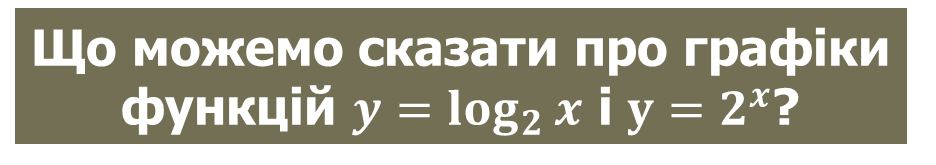 Що можемо сказати про графіки
функцій y = log₂ x і y = 2ˣ?